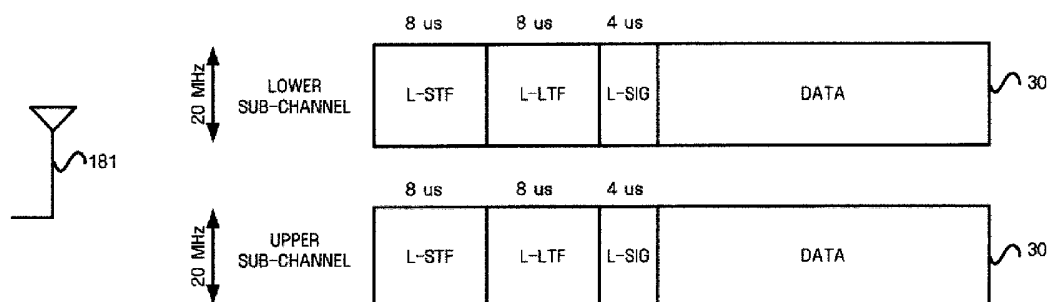 8 us 8 us 4 us
20 MHz
LOWER
SUB-CHANNEL
L-STF L-LTF L-SIG DATA
30
181
8 us 8 us 4 us
20 MHz
UPPER
SUB-CHANNEL
L-STF L-LTF L-SIG DATA
30